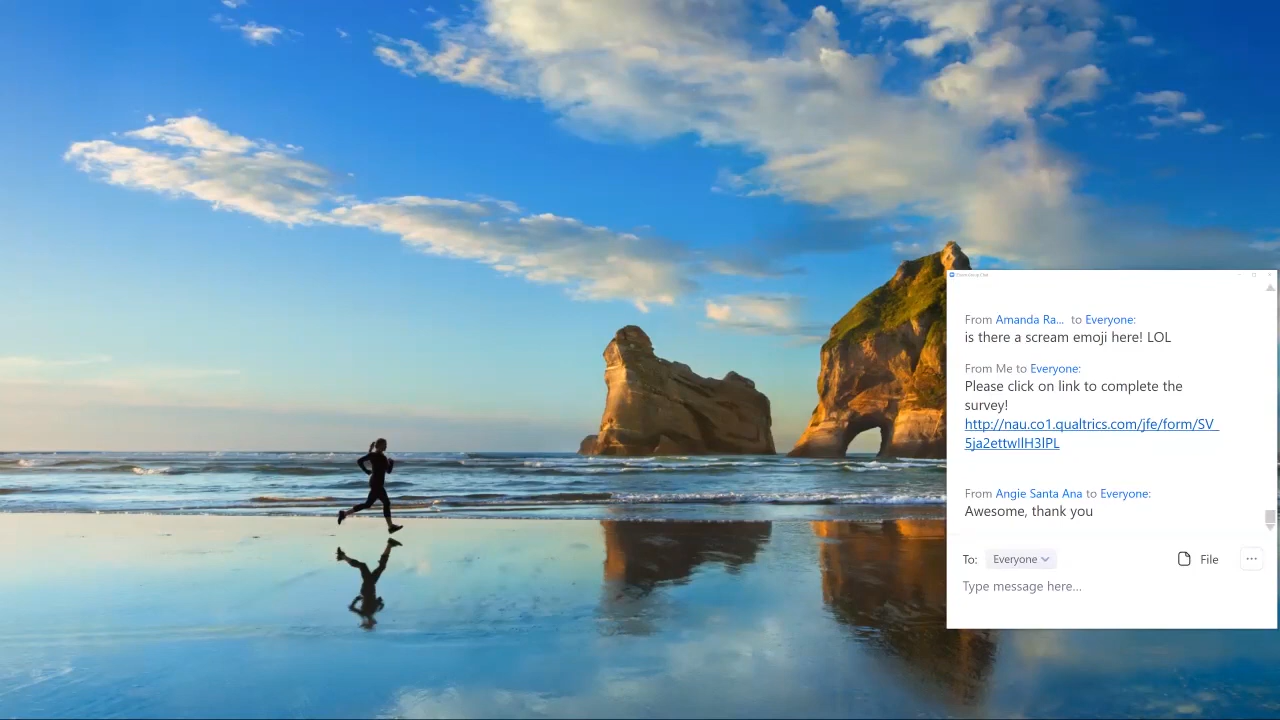 From Amanda Ra... to Everyone:
is there a scream emoji here! LOL
From Me to Everyone:
Please click on link to complete the
survey!
http://nau.co1.qualtrics.com/jfe/form/SV_
5ja2ettwIlH3lPL
From Angie Santa Ana to Everyone:
Awesome, thank you
To: Everyone File ...
Type message here...